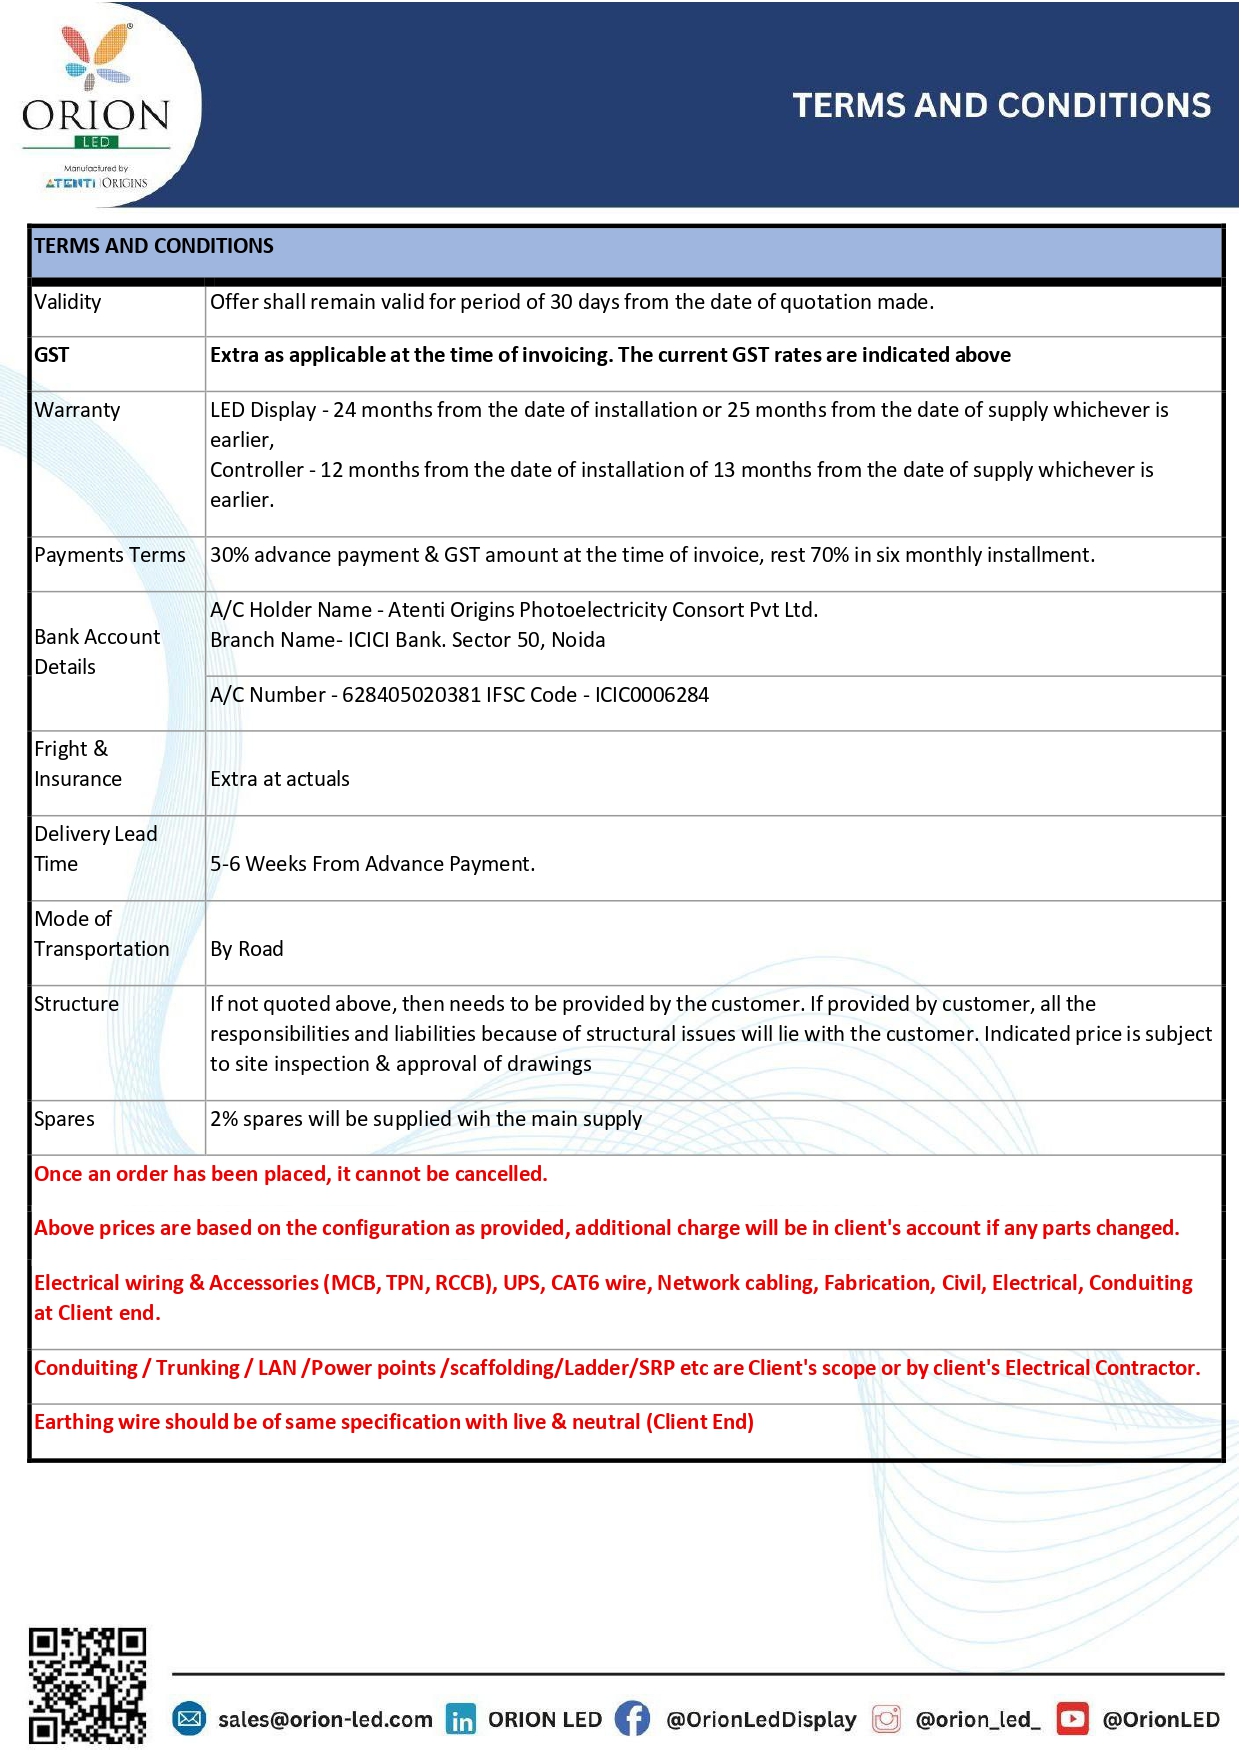 ORION
LED
Manufactured by
ATENTI ORIGINS
TERMS AND CONDITIONS
TERMS AND CONDITIONS
Validity
Offer shall remain valid for period of 30 days from the date of quotation made.
GST
Extra as applicable at the time of invoicing. The current GST rates are indicated above
Warranty
LED Display - 24 months from the date of installation or 25 months from the date of supply whichever is
earlier,
Controller - 12 months from the date of installation of 13 months from the date of supply whichever is
earlier.
Payments Terms
30% advance payment & GST amount at the time of invoice, rest 70% in six monthly installment.
Bank Account
Details
A/C Holder Name - Atenti Origins Photoelectricity Consort Pvt Ltd.
Branch Name- ICICI Bank. Sector 50, Noida
A/C Number - 628405020381 IFSC Code - ICIC0006284
Fright &
Insurance
Extra at actuals
Delivery Lead
Time
5-6 Weeks From Advance Payment.
Mode of
Transportation
By Road
Structure
If not quoted above, then needs to be provided by the customer. If provided by customer, all the
responsibilities and liabilities because of structural issues will lie with the customer. Indicated price is subject
to site inspection & approval of drawings
Spares
2% spares will be supplied wih the main supply
Once an order has been placed, it cannot be cancelled.
Above prices are based on the configuration as provided, additional charge will be in client's account if any parts changed.
Electrical wiring & Accessories (MCB, TPN, RCCB), UPS, CAT6 wire, Network cabling, Fabrication, Civil, Electrical, Conduiting
at Client end.
Conduiting / Trunking / LAN /Power points /scaffolding/Ladder/SRP etc are Client's scope or by client's Electrical Contractor.
Earthing wire should be of same specification with live & neutral (Client End)
sales@orion-led.com
ORION LED
@OrionLedDisplay
@orion_led_
@OrionLED